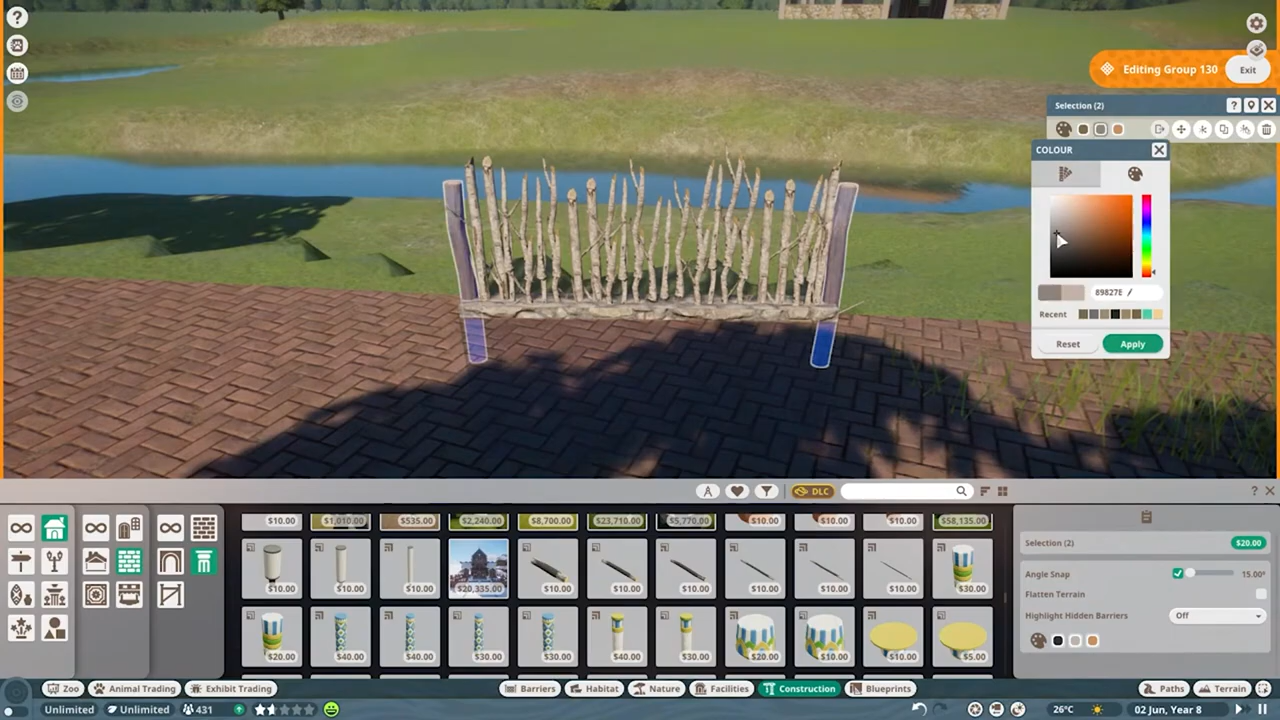 Editing Group 130
Exit
Selection (2)
COLOUR
89827E
Recent
Reset
Apply
DLC
$10.00 $1,010.00 $535.00 $2,240.00 $8,700.00 $23,710.00 $5,770.00 $10.00 $10.00 $10.00 $58,135.00
$10.00 $10.00 $10.00 $20,335.00 $10.00 $10.00 $10.00 $10.00 $10.00 $10.00 $30.00
$20.00 $40.00 $40.00 $30.00 $30.00 $40.00 $30.00 $20.00 $10.00 $10.00 $5.00
Selection (2) $20.00
Angle Snap 15.00°
Flatten Terrain
Highlight Hidden Barriers Off
Zoo Animal Trading Exhibit Trading Barriers Habitat Nature Facilities Construction Blueprints Paths Terrain
Unlimited Unlimited 431 26°C 02 Jun, Year 8